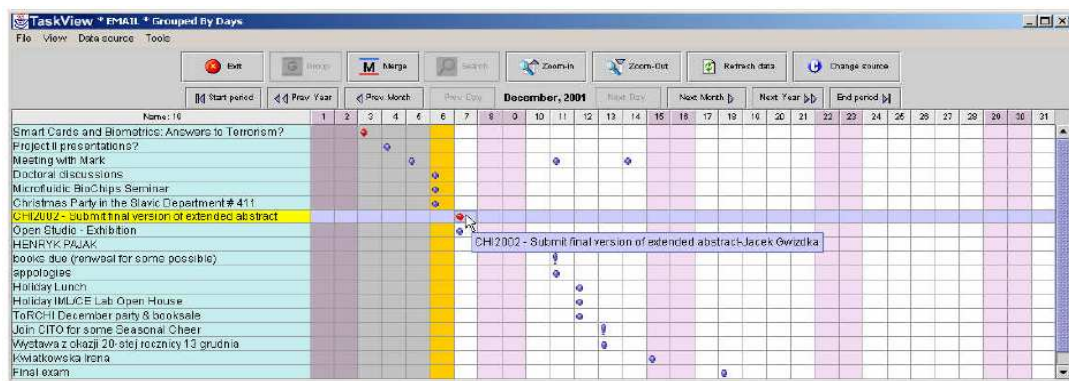 TaskView * EMAIL * Grouped By Days
File View Data source Tools
Exit Group Merge Search Zoom-In Zoom-Out Refresh data Change source
Start period Prev. Year Prev. Month Prev. Day December, 2001 Next Day Next Month Next Year End period
Name: 16 1 2 3 4 5 6 7 8 9 10 11 12 13 14 15 16 17 18 19 20 21 22 23 24 25 26 27 28 29 30 31
Smart Cards and Biometrics: Answers to Terrorism?
Project II presentations?
Meeting with Mark
Doctoral discussions
Microfluidic BioChips Seminar
Christmas Party in the Slavic Department # 411
CHI2002 - Submit final version of extended abstract
Open Studio - Exhibition
CHI2002 - Submit final version of extended abstract-Jacek Gwizdka
HENRYK PAJAK
books due (renweal for some possible)
appologies
Holiday Lunch
Holiday IML/CE Lab Open House
ToRCHI December party & booksale
Join CITO for some Seasonal Cheer
Wystawa z okazji 20-stej rocznicy 13 grudnia
Kwiatkowska Irena
Final exam